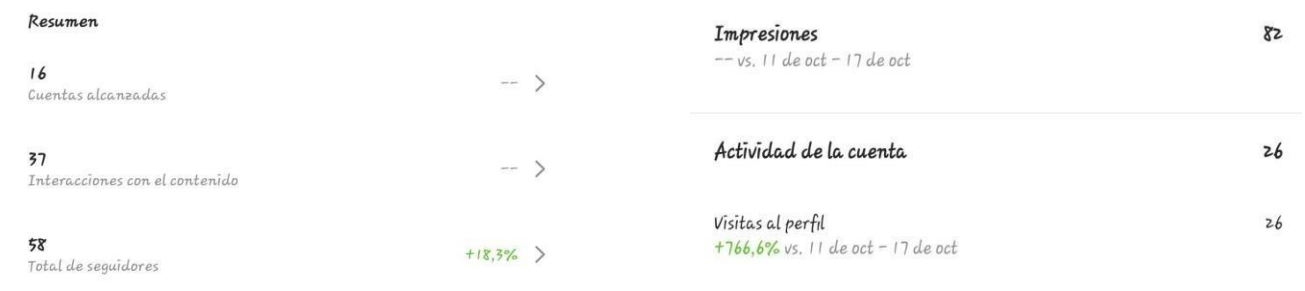 Resumen
16
Cuentas alcanzadas
--
37
Interacciones con el contenido
--
58
Total de seguidores
+18,3%
Impresiones
82
-- vs. 11 de oct - 17 de oct
Actividad de la cuenta
26
Visitas al perfil
26
+766,6% vs. 11 de oct - 17 de oct